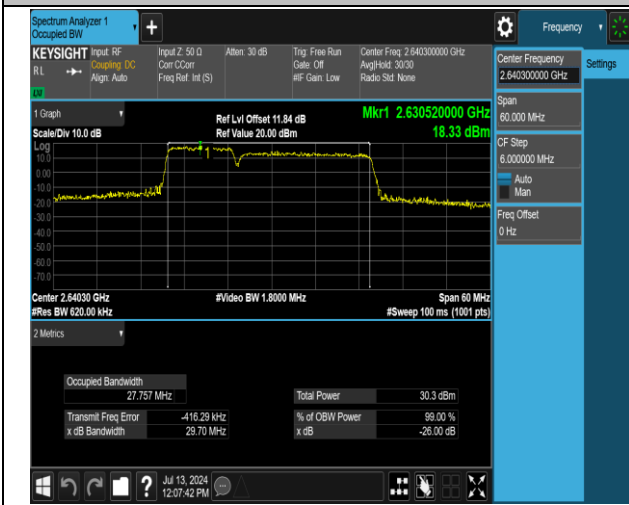 Spectrum Analyzer 1
Occupied BW
Frequency
KEYSIGHT
Input: RF
Input Z: 50 Ω
Atten: 30 dB
Trig: Free Run
Center Freq: 2.640300000 GHz
RL
Coupling: DC
Corr CCorr
Gate: Off
Avg|Hold: 30/30
Align: Auto
Freq Ref: Int (S)
#IF Gain: Low
Radio Std: None
Center Frequency
2.640300000 GHz
Settings
Span
60.000 MHz
CF Step
6.000000 MHz
Auto
Man
Freq Offset
0 Hz
1 Graph
Ref Lvl Offset 11.84 dB
Mkr1 2.630520000 GHz
Scale/Div 10.0 dB
Ref Value 20.00 dBm
18.33 dBm
Log
10.0
1
0.00
-10.0
-20.0
-30.0
-40.0
-50.0
-60.0
-70.0
Center 2.64030 GHz
#Video BW 1.8000 MHz
Span 60 MHz
#Res BW 620.00 kHz
#Sweep 100 ms (1001 pts)
2 Metrics
Occupied Bandwidth
27.757 MHz
Total Power
30.3 dBm
Transmit Freq Error
-416.29 kHz
% of OBW Power
99.00 %
x dB Bandwidth
29.70 MHz
x dB
-26.00 dB
Jul 13, 2024
12:07:42 PM